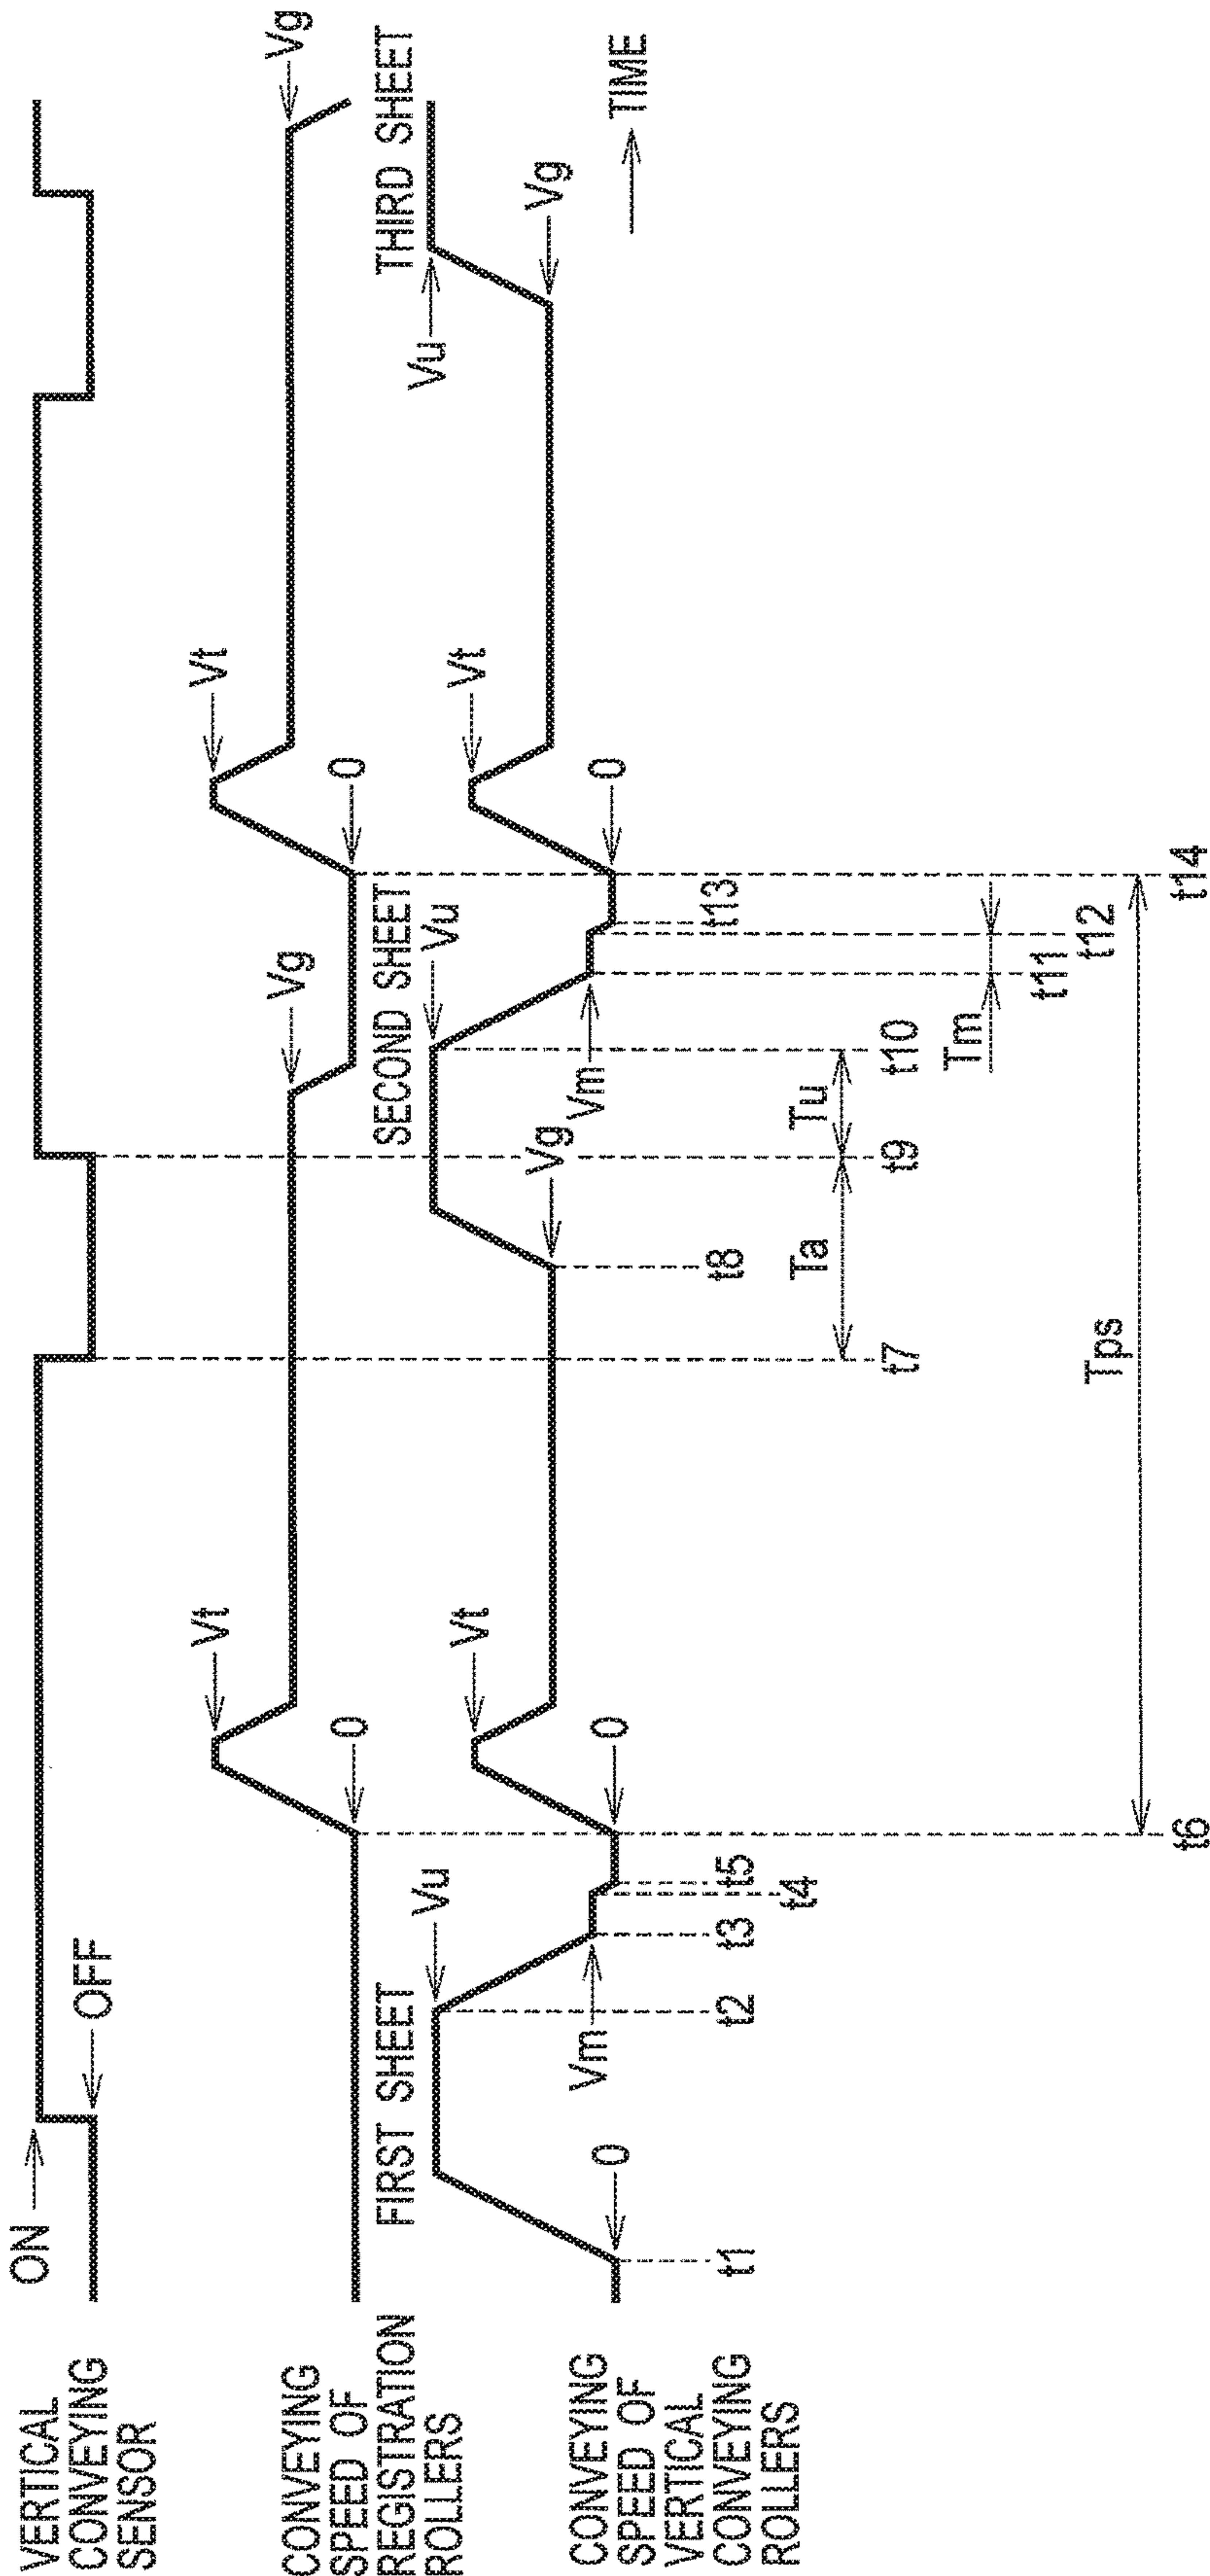 VERTICAL
CONVEYING
SENSOR
ON
OFF
CONVEYING
SPEED OF
REGISTRATION
ROLLERS
0
Vt
Vg
0
Vt
Vg
FIRST SHEET
SECOND SHEET
THIRD SHEET
CONVEYING
SPEED OF
VERTICAL
CONVEYING
ROLLERS
0
Vu
Vm
0
Vt
Vg
Vu
Vm
0
Vt
Vg
Vu
TIME
t1
t2
t3
t4
t5
t6
t7
t8
t9
t10
t11
t12
t13
t14
Ta
Tu
Tm
Tps